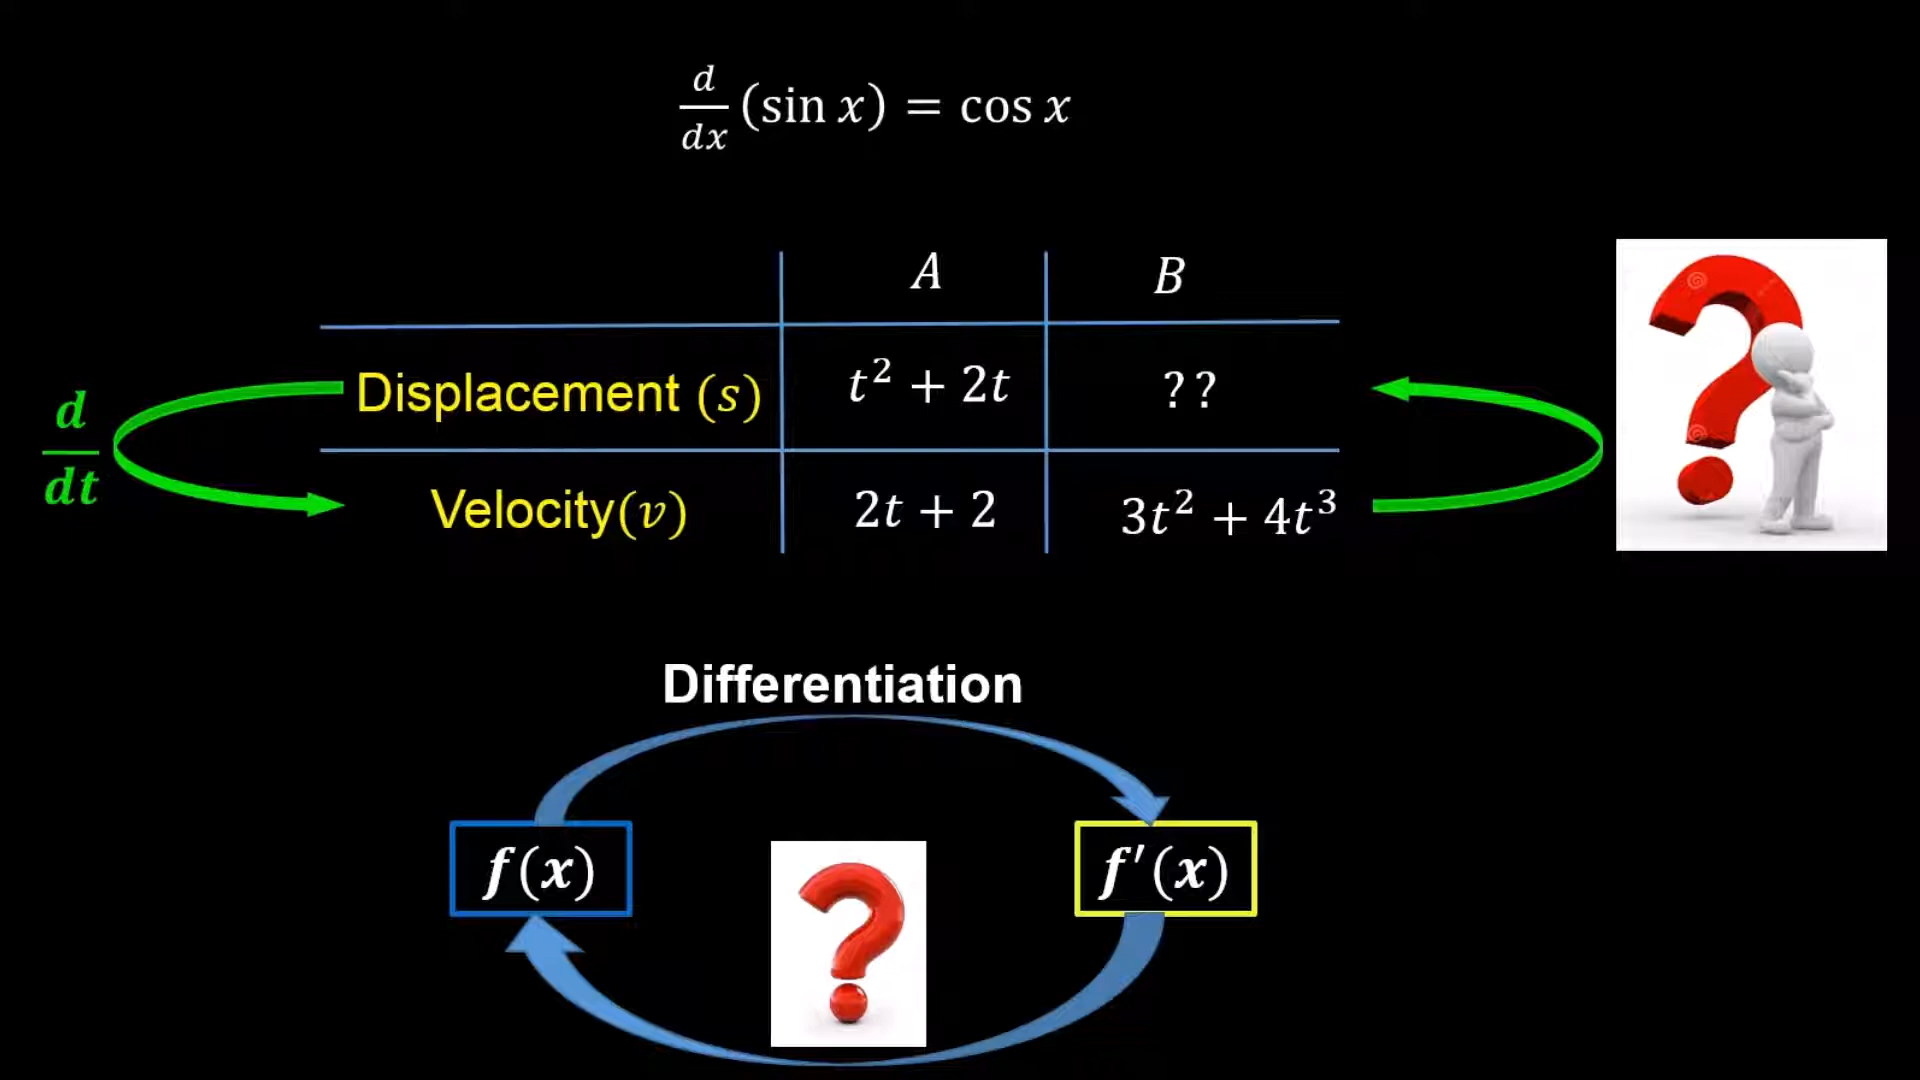 d/dx (sin x) = cos x
A B
Displacement (s) t² + 2t ??
d/dt
Velocity(v) 2t + 2 3t² + 4t³
Differentiation
f(x) f′(x)